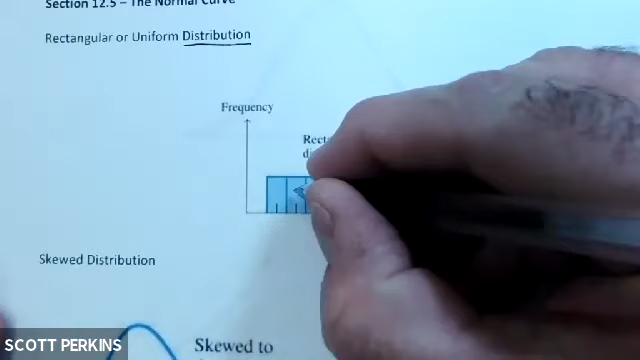 Section 12.5 – The Normal Curve
Rectangular or Uniform Distribution
Frequency
Skewed Distribution
Skewed to
SCOTT PERKINS